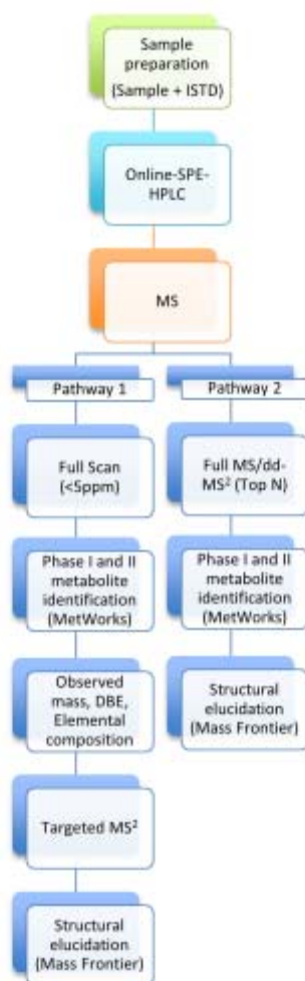 Sample
preparation
(Sample + ISTD)
Online-SPE-
HPLC
MS
Pathway 1
Full Scan
(<5ppm)
Phase I and II
metabolite
identification
(MetWorks)
Observed
mass, DBE,
Elemental
composition
Targeted MS²
Structural
elucidation
(Mass Frontier)
Pathway 2
Full MS/dd-
MS² (Top N)
Phase I and II
metabolite
identification
(MetWorks)
Structural
elucidation
(Mass Frontier)